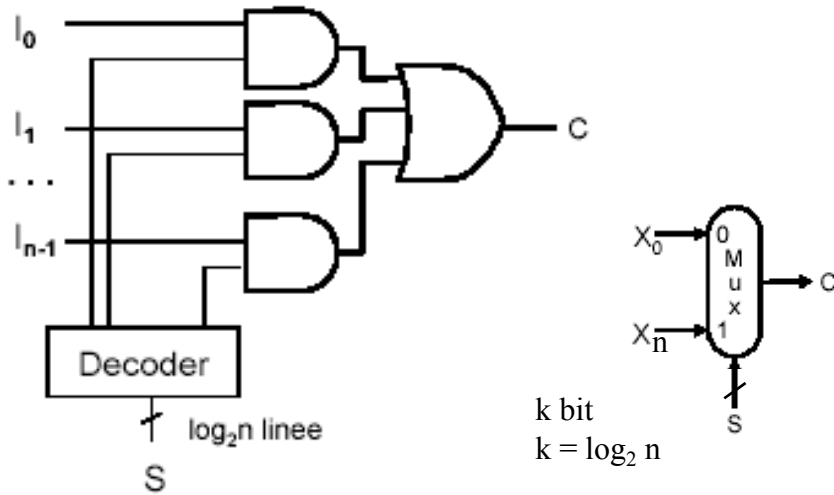 I₀
I₁
C
. . .
Iₙ₋₁
Decoder
log₂n linee
S
X₀
0
M
u
x
C
Xn
1
S
k bit
k = log₂ n